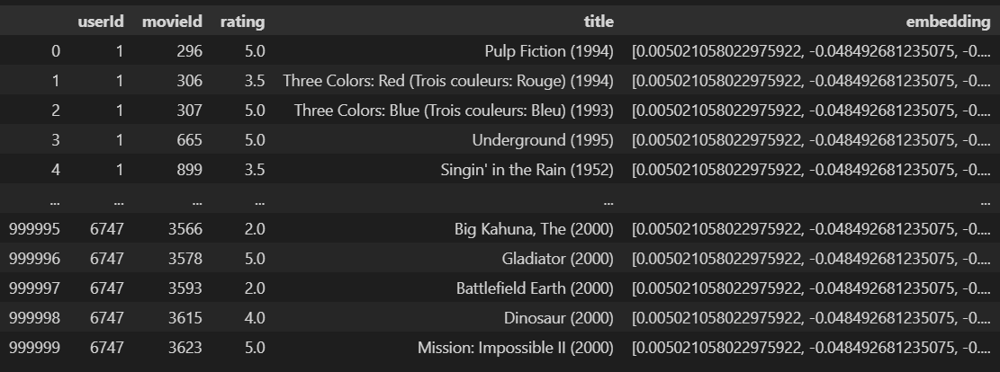 userId movieId rating title embedding
0 1 296 5.0 Pulp Fiction (1994) [0.005021058022975922, -0.048492681235075, -0....
1 1 306 3.5 Three Colors: Red (Trois couleurs: Rouge) (1994) [0.005021058022975922, -0.048492681235075, -0....
2 1 307 5.0 Three Colors: Blue (Trois couleurs: Bleu) (1993) [0.005021058022975922, -0.048492681235075, -0....
3 1 665 5.0 Underground (1995) [0.005021058022975922, -0.048492681235075, -0....
4 1 899 3.5 Singin' in the Rain (1952) [0.005021058022975922, -0.048492681235075, -0....
... ... ... ... ... ...
999995 6747 3566 2.0 Big Kahuna, The (2000) [0.005021058022975922, -0.048492681235075, -0....
999996 6747 3578 5.0 Gladiator (2000) [0.005021058022975922, -0.048492681235075, -0....
999997 6747 3593 2.0 Battlefield Earth (2000) [0.005021058022975922, -0.048492681235075, -0....
999998 6747 3615 4.0 Dinosaur (2000) [0.005021058022975922, -0.048492681235075, -0....
999999 6747 3623 5.0 Mission: Impossible II (2000) [0.005021058022975922, -0.048492681235075, -0....